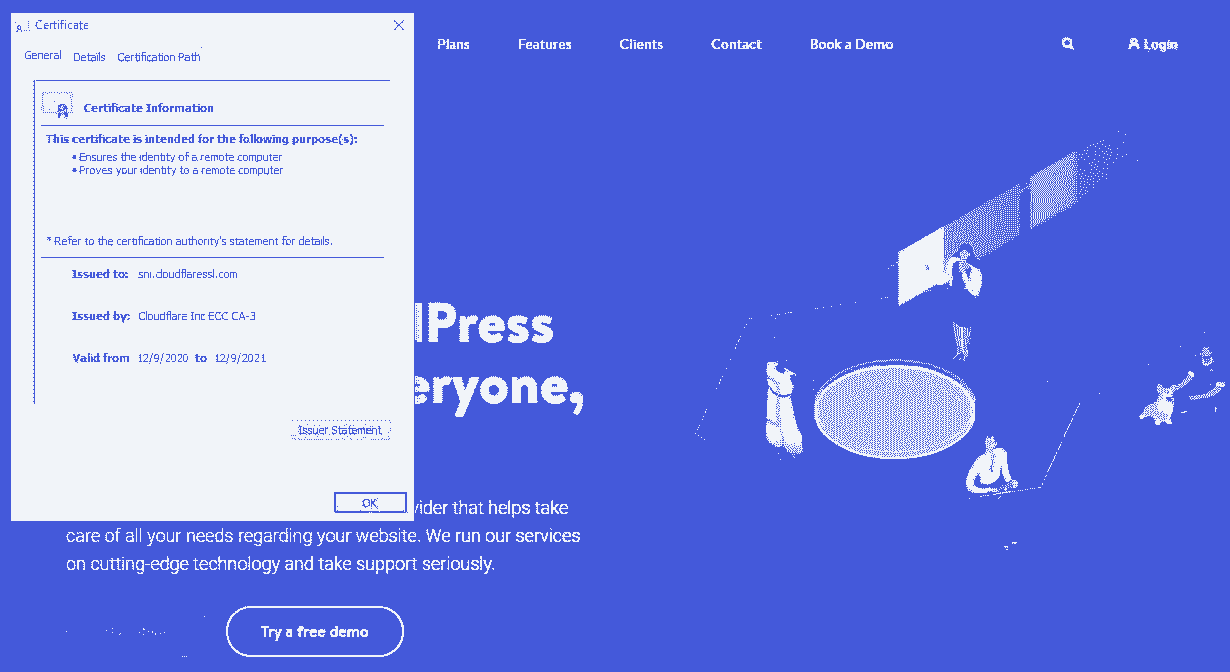 Certificate
General Details Certification Path
Plans Features Clients Contact Book a Demo Login
Certificate Information
This certificate is intended for the following purpose(s):
• Ensures the identity of a remote computer
• Proves your identity to a remote computer
* Refer to the certification authority's statement for details.
Issued to: sni.cloudflaressl.com
Issued by: Cloudflare Inc ECC CA-3
Valid from 12/9/2020 to 12/9/2021
Issuer Statement
OK
Press
eryone,
vider that helps take
care of all your needs regarding your website. We run our services
on cutting-edge technology and take support seriously.
Try a free demo